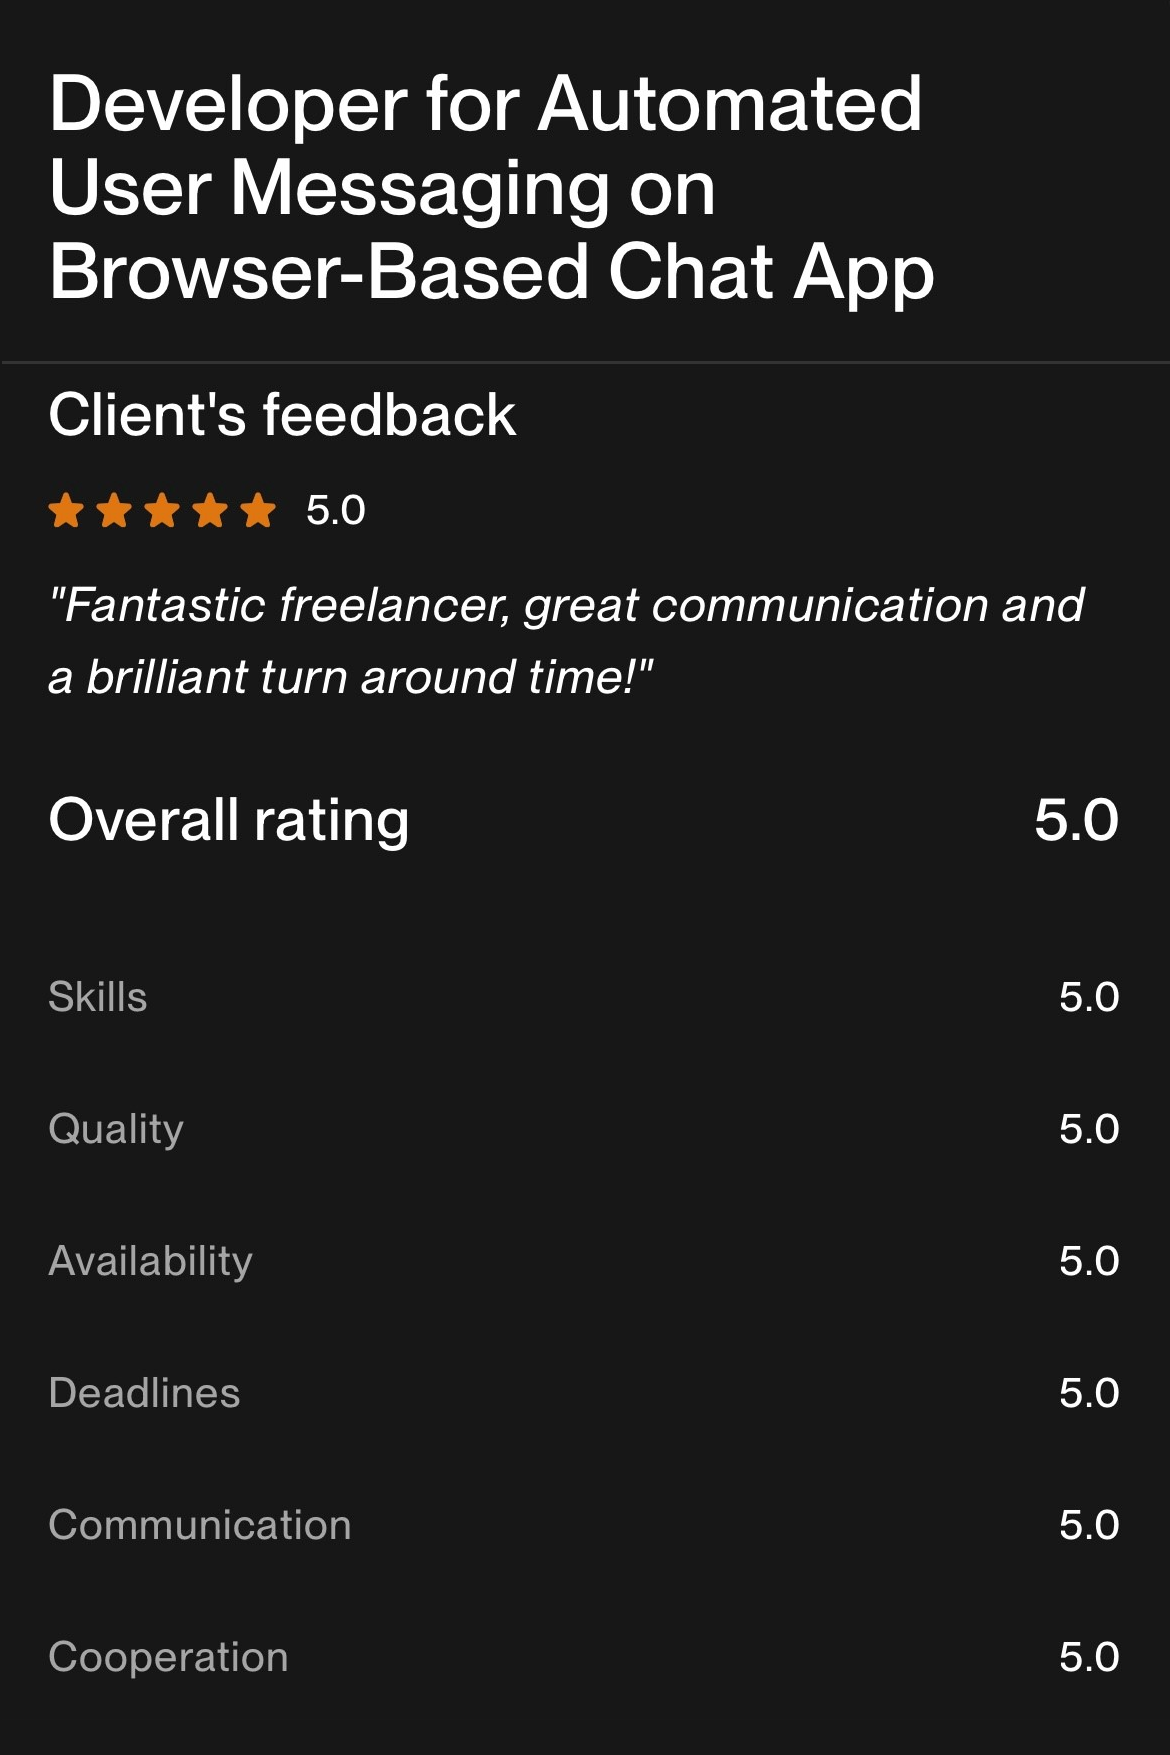 Developer for Automated
User Messaging on
Browser-Based Chat App
Client's feedback
5.0
"Fantastic freelancer, great communication and
a brilliant turn around time!"
Overall rating 5.0
Skills 5.0
Quality 5.0
Availability 5.0
Deadlines 5.0
Communication 5.0
Cooperation 5.0